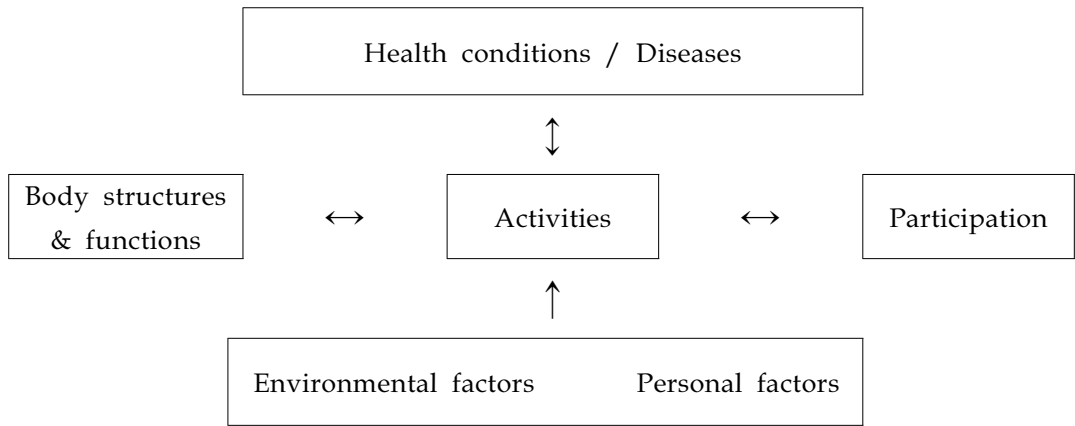 Health conditions / Diseases
↕
Body structures
& functions
↔
Activities
↔
Participation
↑
Environmental factors Personal factors